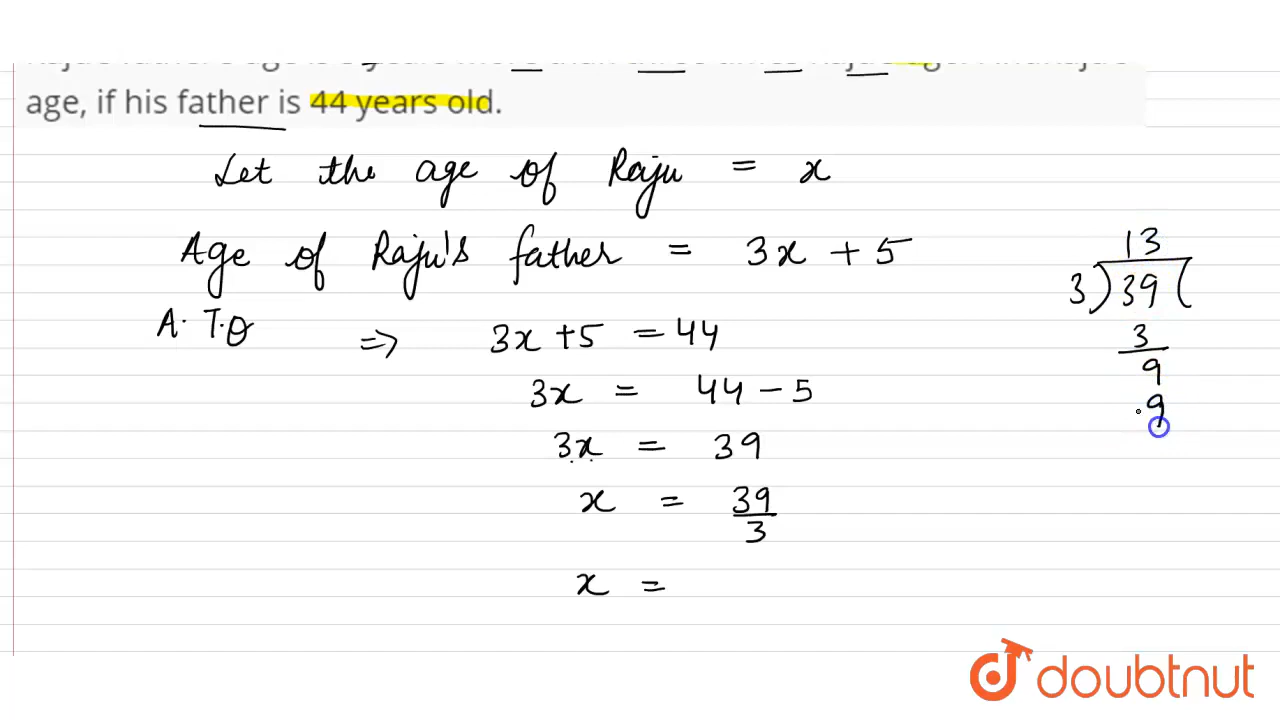 age, if his father is 44 years old.
Let the age of Raju = x
Age of Raju's father = 3x + 5
A. T. Q ⇒ 3x + 5 = 44
3x = 44 - 5
3x = 39
x = 39/3
x =
13
3) 39 (
3
9
9
doubtnut